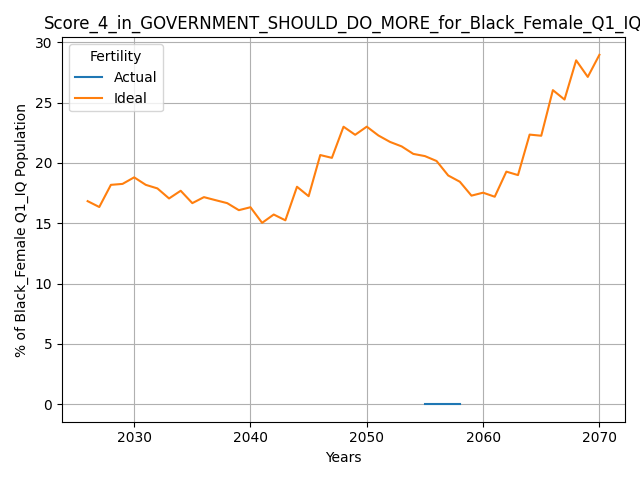 Score_4_in_GOVERNMENT_SHOULD_DO_MORE_for_Black_Female_Q1_IQ
Fertility
Actual
Ideal
% of Black_Female Q1_IQ Population
30
25
20
15
10
5
0
2030 2040 2050 2060 2070
Years